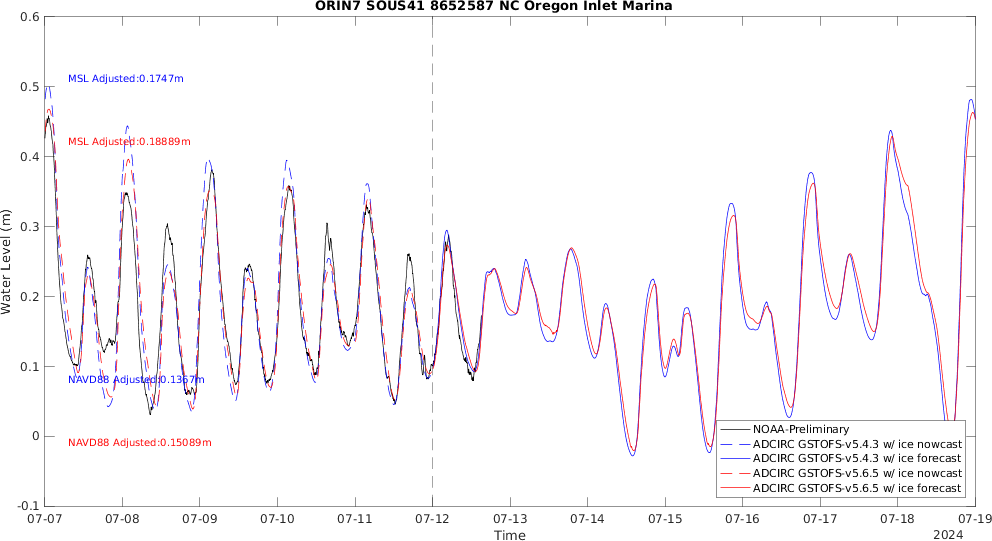 ORIN7 SOUS41 8652587 NC Oregon Inlet Marina
0.6
0.5
0.4
0.3
0.2
0.1
0
-0.1
Water Level (m)
MSL Adjusted:0.1747m
MSL Adjusted:0.18889m
NAVD88 Adjusted:0.1367m
NAVD88 Adjusted:0.15089m
NOAA-Preliminary
ADCIRC GSTOFS-v5.4.3 w/ ice nowcast
ADCIRC GSTOFS-v5.4.3 w/ ice forecast
ADCIRC GSTOFS-v5.6.5 w/ ice nowcast
ADCIRC GSTOFS-v5.6.5 w/ ice forecast
07-07 07-08 07-09 07-10 07-11 07-12 07-13 07-14 07-15 07-16 07-17 07-18 07-19
Time
2024